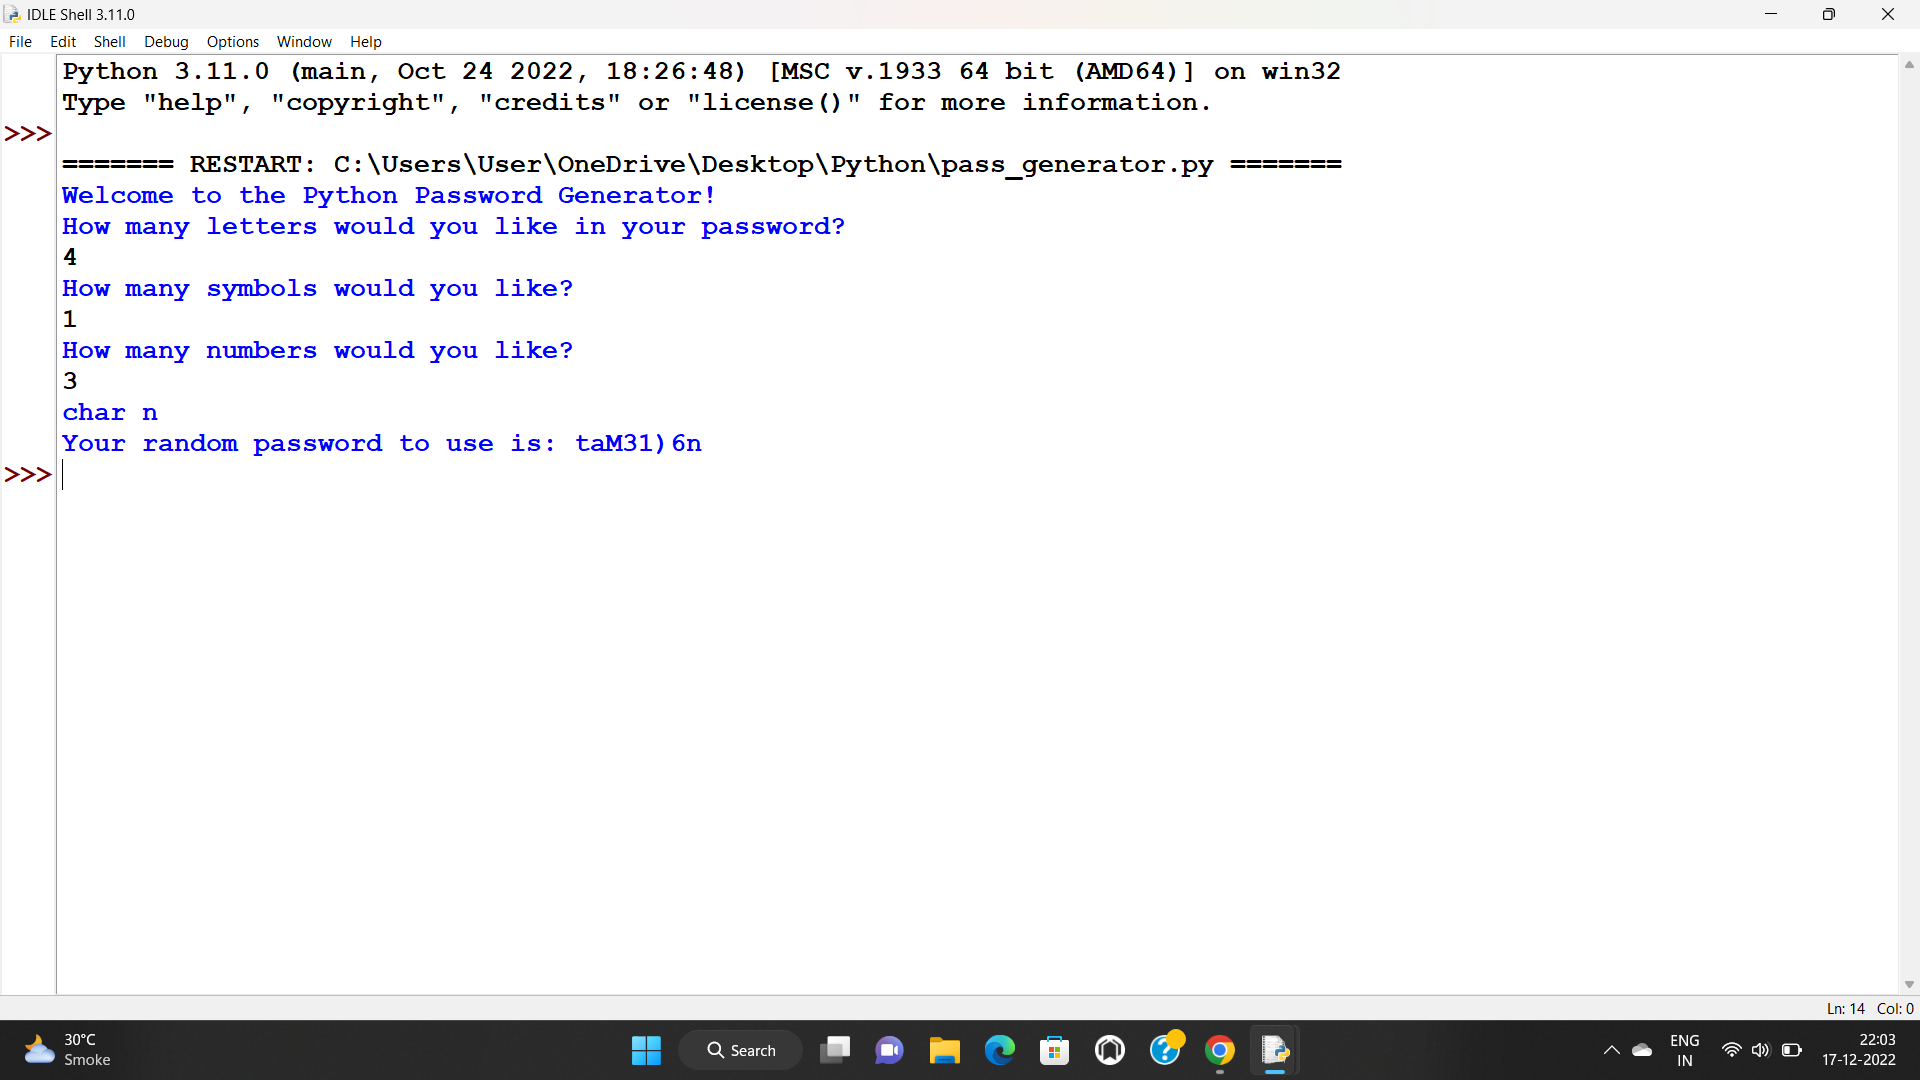 IDLE Shell 3.11.0
File Edit Shell Debug Options Window Help
Python 3.11.0 (main, Oct 24 2022, 18:26:48) [MSC v.1933 64 bit (AMD64)] on win32
Type "help", "copyright", "credits" or "license()" for more information.
>>>
======= RESTART: C:\Users\User\OneDrive\Desktop\Python\pass_generator.py =======
Welcome to the Python Password Generator!
How many letters would you like in your password?
4
How many symbols would you like?
1
How many numbers would you like?
3
char n
Your random password to use is: taM31)6n
>>>
Ln: 14 Col: 0
30°C
Smoke
Search
ENG
IN
22:03
17-12-2022